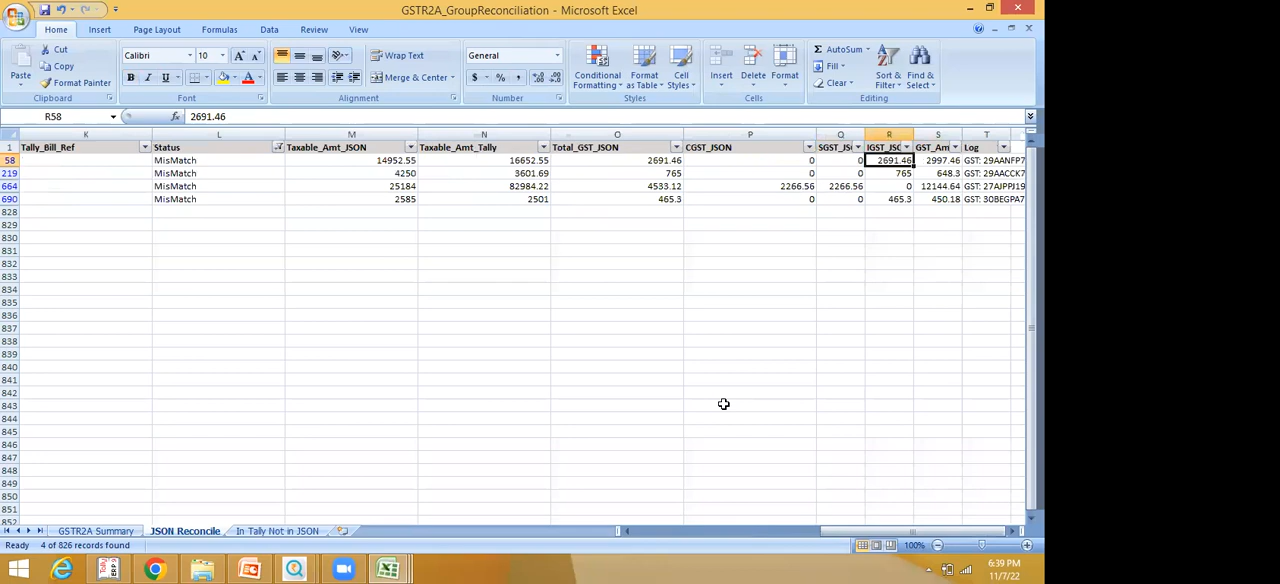 GSTR2A_GroupReconciliation - Microsoft Excel
Home Insert Page Layout Formulas Data Review View
Paste Cut Copy Format Painter Clipboard
Calibri 10 A A B I U A Font
Wrap Text Merge & Center Alignment
General $ % , Number
Conditional Formatting Format as Table Cell Styles Styles
Insert Delete Format Cells
Σ AutoSum Fill Clear Sort & Filter Find & Select Editing
R58 fx 2691.46
K L M N O P Q R S T
1 Tally_Bill_Ref Status Taxable_Amt_JSON Taxable_Amt_Tally Total_GST_JSON CGST_JSON SGST_JS IGST_JSO GST_Am Log
58 MisMatch 14952.55 16652.55 2691.46 0 0 2691.46 2997.46 GST: 29AANFP7
219 MisMatch 4250 3601.69 765 0 0 765 648.3 GST: 29AACCK7
664 MisMatch 25184 82984.22 4533.12 2266.56 2266.56 0 12144.64 GST: 27AJPPJ19
690 MisMatch 2585 2501 465.3 0 0 465.3 450.18 GST: 30BEGPA7
828
829
830
831
832
833
834
835
836
837
838
839
840
841
842
843
844
845
846
847
848
849
850
851
852
GSTR2A Summary JSON Reconcile In Tally Not in JSON
Ready 4 of 826 records found 100%
6:39 PM
11/7/22